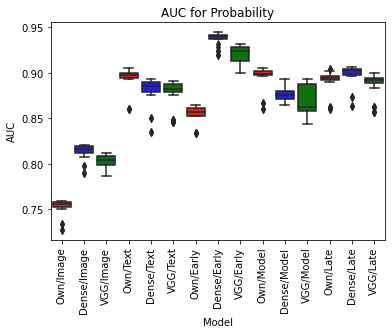 AUC for Probability
0.95
0.90
0.85
0.80
0.75
AUC
Own/Image
Dense/Image
VGG/Image
Own/Text
Dense/Text
VGG/Text
Own/Early
Dense/Early
VGG/Early
Own/Model
Dense/Model
VGG/Model
Own/Late
Dense/Late
VGG/Late
Model